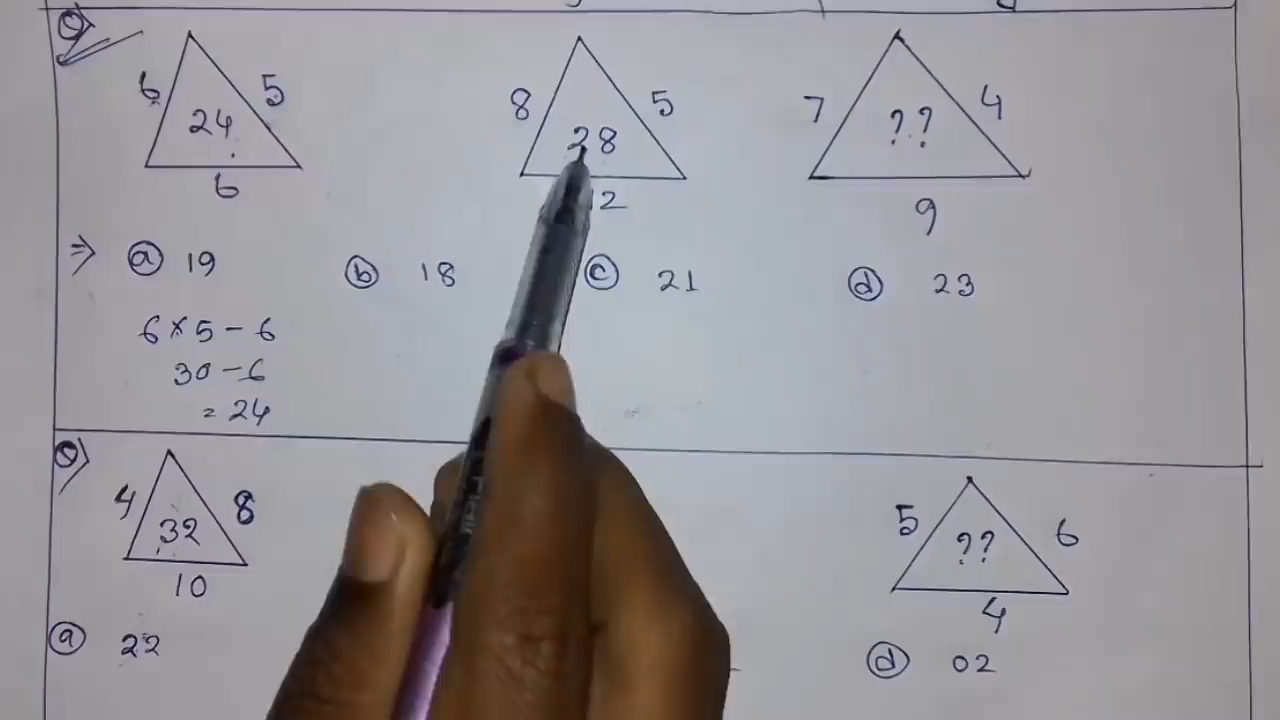 Q)
6 5 8 5 7 4
24 28 ??
6 2 9
⇒ (a) 19 (b) 18 (c) 21 (d) 23
6 × 5 - 6
30 - 6
= 24
Q)
4 8 5 6
32 ??
10 4
(a) 22 (d) 02